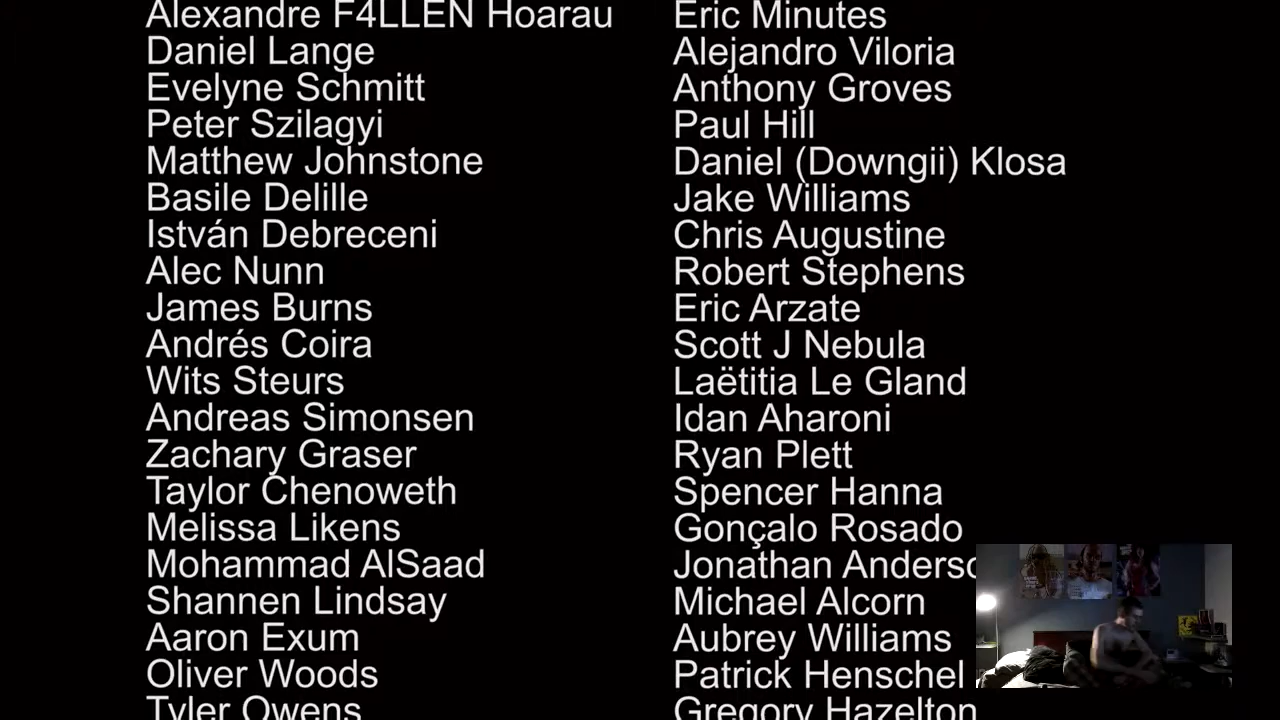 Alexandre F4LLEN Hoarau
Daniel Lange
Evelyne Schmitt
Peter Szilagyi
Matthew Johnstone
Basile Delille
István Debreceni
Alec Nunn
James Burns
Andrés Coira
Wits Steurs
Andreas Simonsen
Zachary Graser
Taylor Chenoweth
Melissa Likens
Mohammad AlSaad
Shannen Lindsay
Aaron Exum
Oliver Woods
Tyler Owens
Eric Minutes
Alejandro Viloria
Anthony Groves
Paul Hill
Daniel (Downgii) Klosa
Jake Williams
Chris Augustine
Robert Stephens
Eric Arzate
Scott J Nebula
Laëtitia Le Gland
Idan Aharoni
Ryan Plett
Spencer Hanna
Gonçalo Rosado
Jonathan
Michael Alcorn
Aubrey Williams
Patrick Henschel
Gregory Hazelton